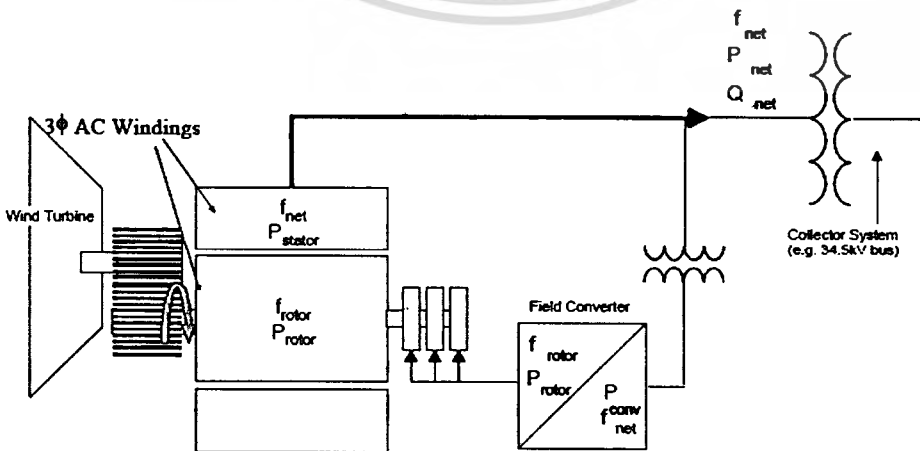 f net
P net
Q net
3ϕ AC Windings
Wind Turbine
f net
P stator
Collector System
(e.g. 34.5kV bus)
f rotor
P rotor
Field Converter
f rotor
P rotor
P conv
f net